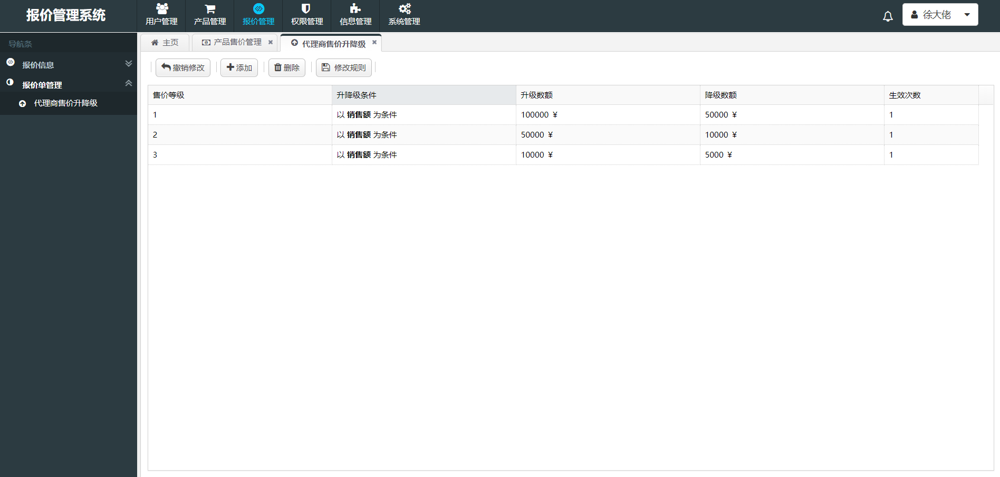 报价管理系统
用户管理 产品管理 报价管理 权限管理 信息管理 系统管理
徐大佬
导航条
报价信息
报价单管理
代理商售价升降级
主页 产品售价管理 代理商售价升降级
撤销修改 添加 删除 修改规则
售价等级 升降级条件 升级数额 降级数额 生效次数
1 以 销售额 为条件 100000 ¥ 50000 ¥ 1
2 以 销售额 为条件 50000 ¥ 10000 ¥ 1
3 以 销售额 为条件 10000 ¥ 5000 ¥ 1